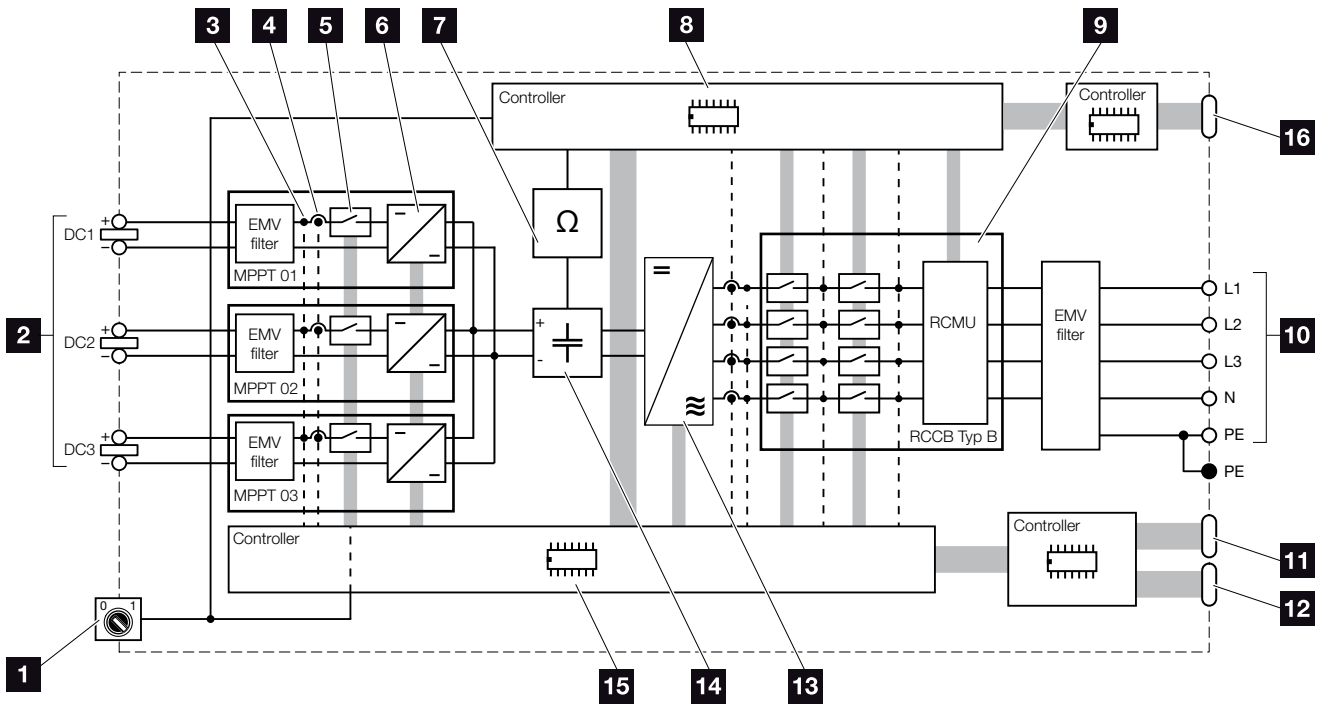 3
4
5
6
7
8
9
Controller
Controller
16
Ω
+
DC1
-
EMV
filter
MPPT 01
RCMU
RCCB Typ B
EMV
filter
L1
L2
L3
N
PE
PE
10
2
+
DC2
-
EMV
filter
MPPT 02
+
-
=
≋
+
DC3
-
EMV
filter
MPPT 03
Controller
Controller
11
12
0 1
1
15
14
13